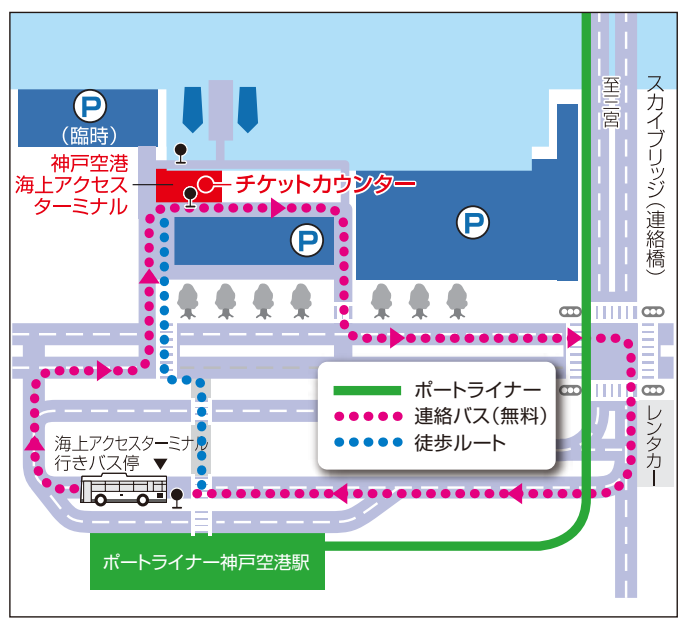 P
(臨時)
神戸空港
海上アクセス
ターミナル
チケットカウンター
P
P
至三宮
スカイブリッジ(連絡橋)
ポートライナー
連絡バス(無料)
徒歩ルート
海上アクセスターミナル
行きバス停 ▼
レンタカー
ポートライナー神戸空港駅